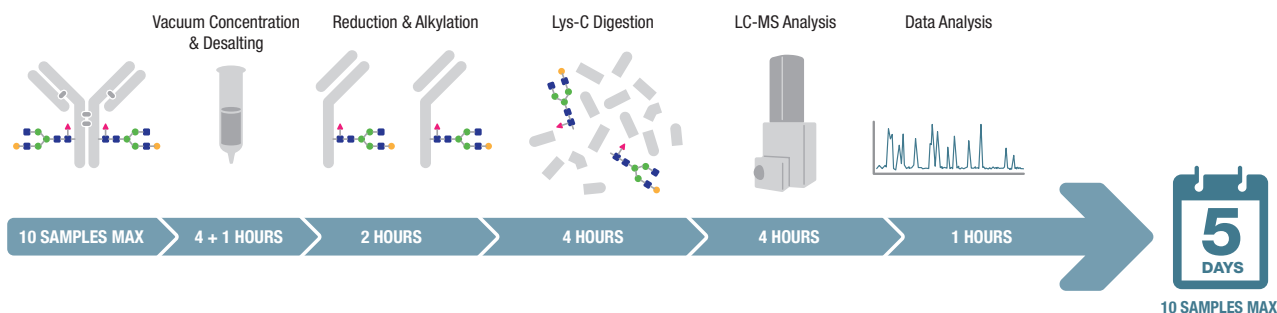 Vacuum Concentration
& Desalting
Reduction & Alkylation
Lys-C Digestion
LC-MS Analysis
Data Analysis
10 SAMPLES MAX
4 + 1 HOURS
2 HOURS
4 HOURS
4 HOURS
1 HOURS
5
DAYS
10 SAMPLES MAX